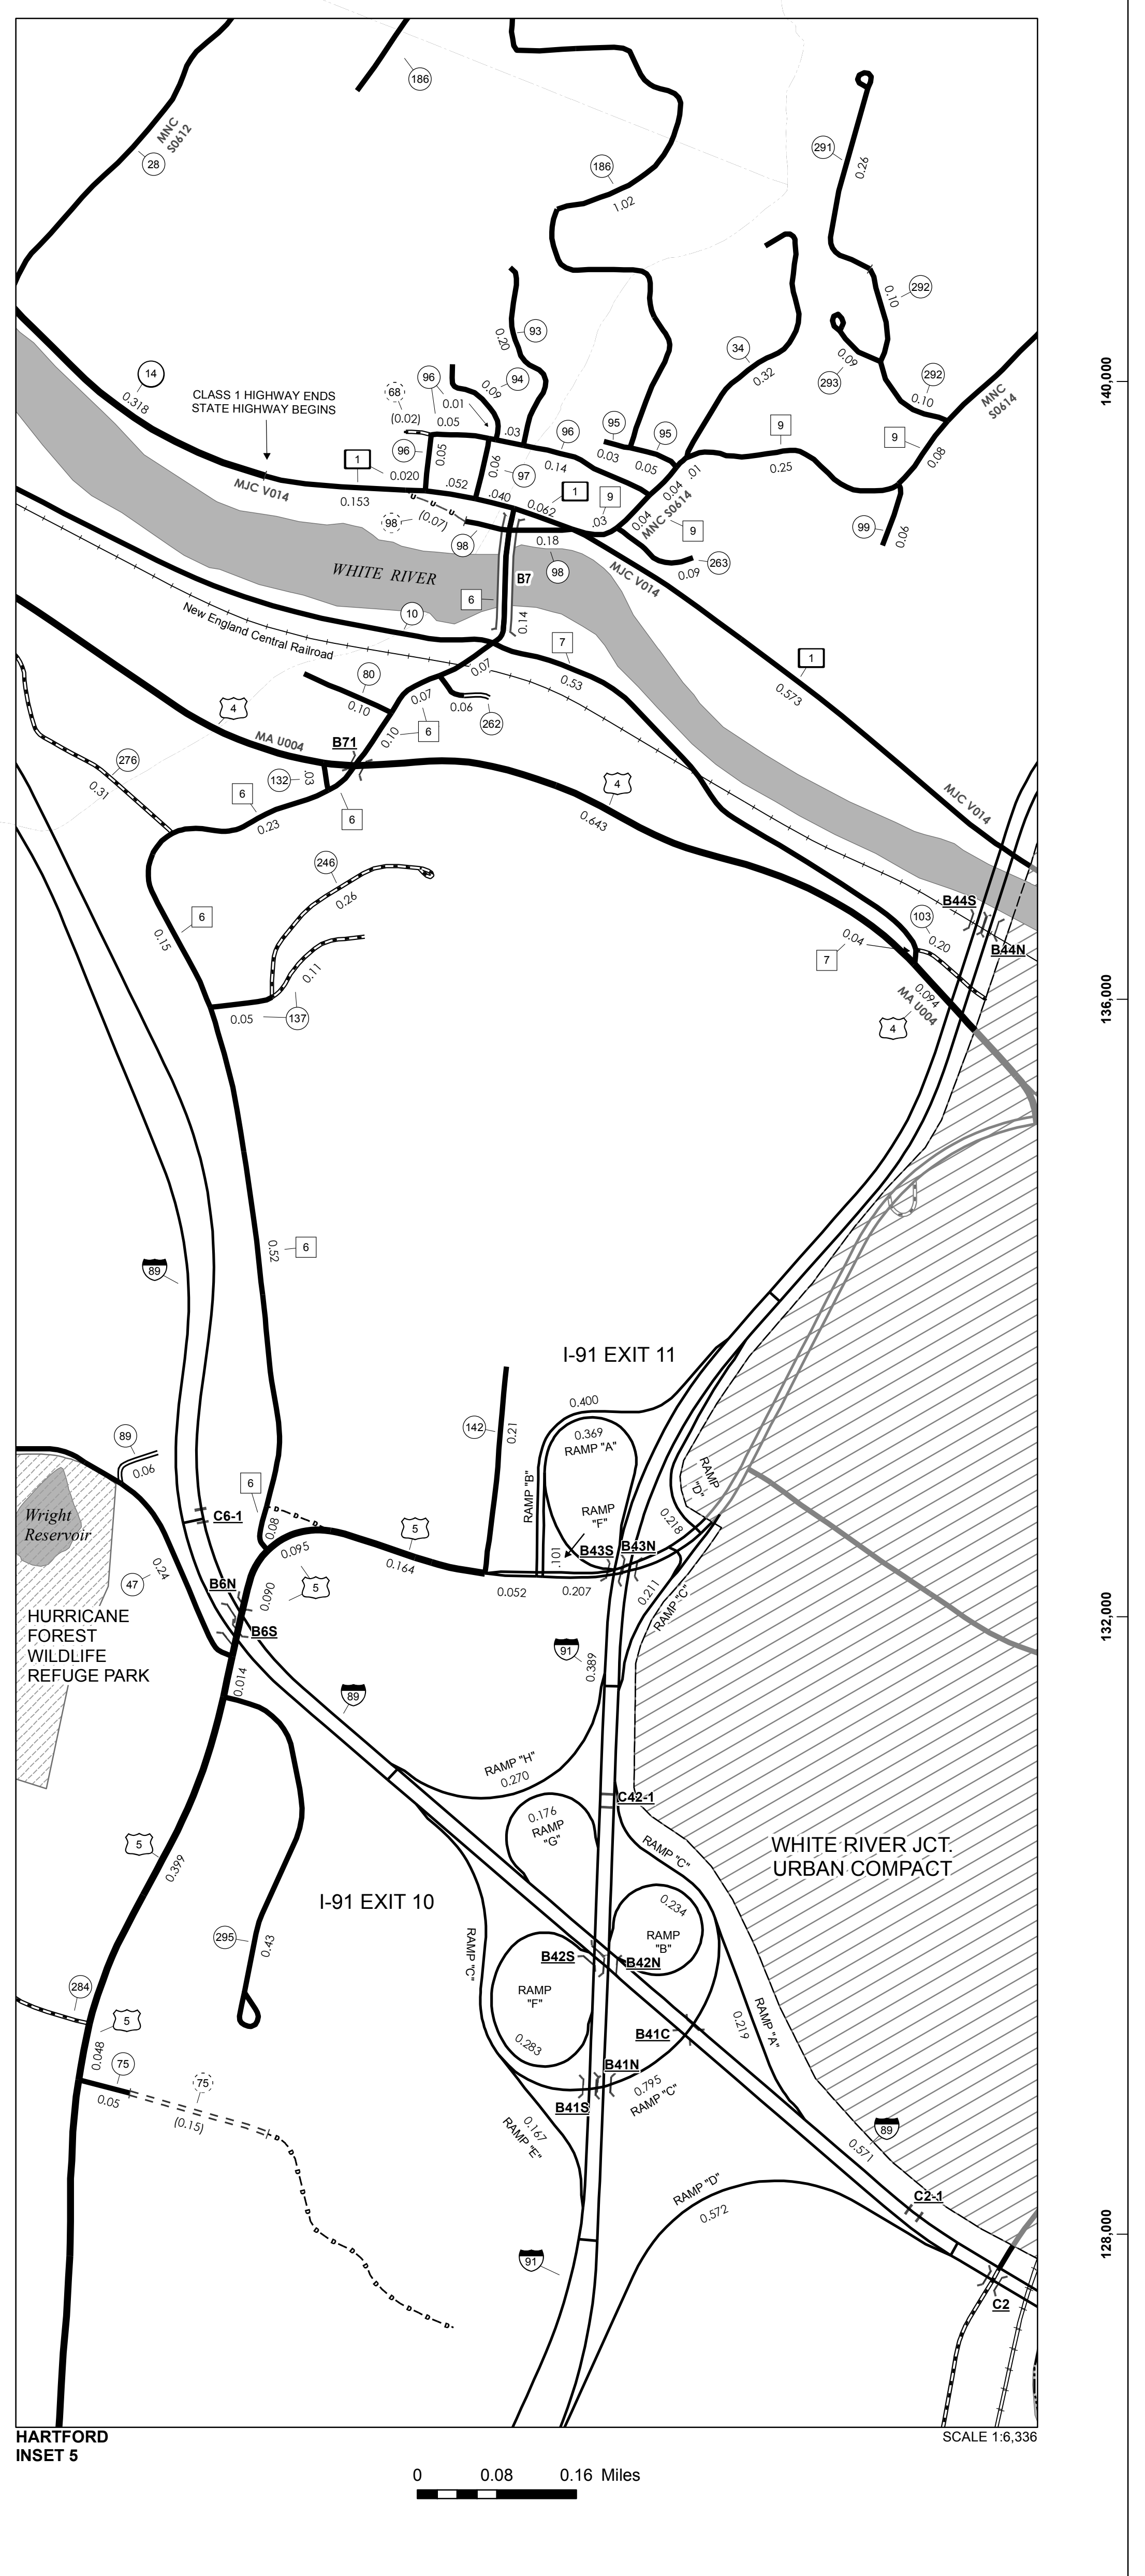 186
MNC
S0612
28
186
1.02
291
0.26
292
0.10
14
0.318
CLASS 1 HIGHWAY ENDS
STATE HIGHWAY BEGINS
93
0.20
34
0.32
0.09
293
292
0.10
MNC
S0614
140,000
68
(0.02)
96
0.01
0.09
94
0.05
.03
96
95
95
9
9
0.08
1
96
0.05
0.020
0.06
97
0.14
0.03
0.05
.01
0.25
MJC V014
0.153
.052
.040
0.062
1
9
0.04
.03
0.04
MNC S0614
9
99
0.06
98
(0.07)
98
0.18
98
0.09
263
WHITE RIVER
B7
MJC V014
6
0.14
10
New England Central Railroad
7
0.53
1
0.573
0.07
80
0.10
0.07
0.06
262
4
MA U004
B71
0.10
6
276
0.31
132
.03
6
0.23
6
4
0.643
MJC V014
246
0.26
6
0.15
0.11
B44S
103
0.20
B44N
0.04
7
0.05
137
0.094
MA U004
4
136,000
0.52
6
89
I-91 EXIT 11
0.400
0.369
RAMP "A"
142
0.21
89
0.06
RAMP "B"
RAMP
"D"
6
Wright
Reservoir
C6-1
0.08
RAMP
"F"
0.218
5
0.095
0.164
.101
B43S
B43N
47
0.24
B6N
0.090
5
0.052
0.207
0.211
RAMP "C"
HURRICANE
FOREST
WILDLIFE
REFUGE PARK
B6S
132,000
91
0.389
0.014
89
RAMP "H"
0.270
C42-1
0.176
RAMP
"G"
5
0.399
RAMP "C"
WHITE RIVER JCT.
URBAN COMPACT
I-91 EXIT 10
0.234
RAMP
"B"
295
0.43
RAMP "C"
B42S
B42N
284
RAMP
"F"
5
0.283
B41C
0.219
RAMP "A"
0.048
75
75
B41N
0.795
RAMP "C"
0.05
(0.15)
B41S
0.167
RAMP "E"
89
0.571
RAMP "D"
0.572
C2-1
128,000
91
C2
HARTFORD
INSET 5
SCALE 1:6,336
0 0.08 0.16 Miles